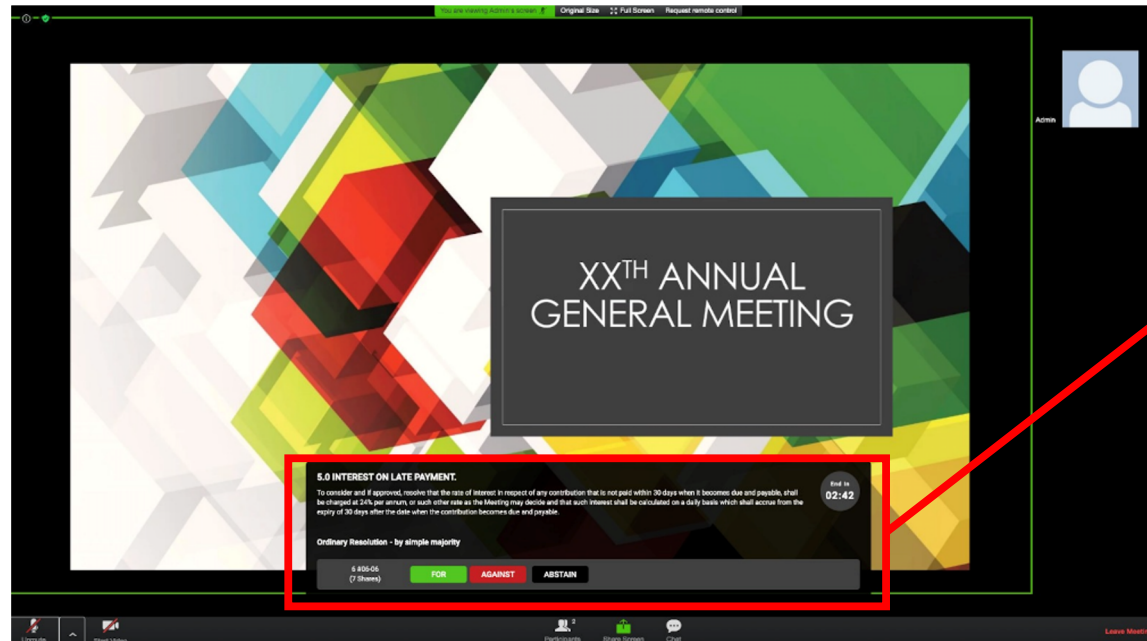 You are viewing Admin's screen Original Size Full Screen Request remote control
Admin
XXTH ANNUAL
GENERAL MEETING
5.0 INTEREST ON LATE PAYMENT.
To consider and if approved, resolve that the rate of interest in respect of any contribution that is not paid within 30-days when it becomes due and payable, shall
be charged at 24% per annum, or such other rate as the Meeting may decide and that such interest shall be calculated on a daily basis which shall accrue from the
expiry of 30 days after the date when the contribution becomes due and payable.
End in
02:42
Ordinary Resolution - by simple majority
6 #06-06
(7 Shares)
FOR AGAINST ABSTAIN
2
Unmute Start Video Participants Share Screen Chat
Leave Meeting